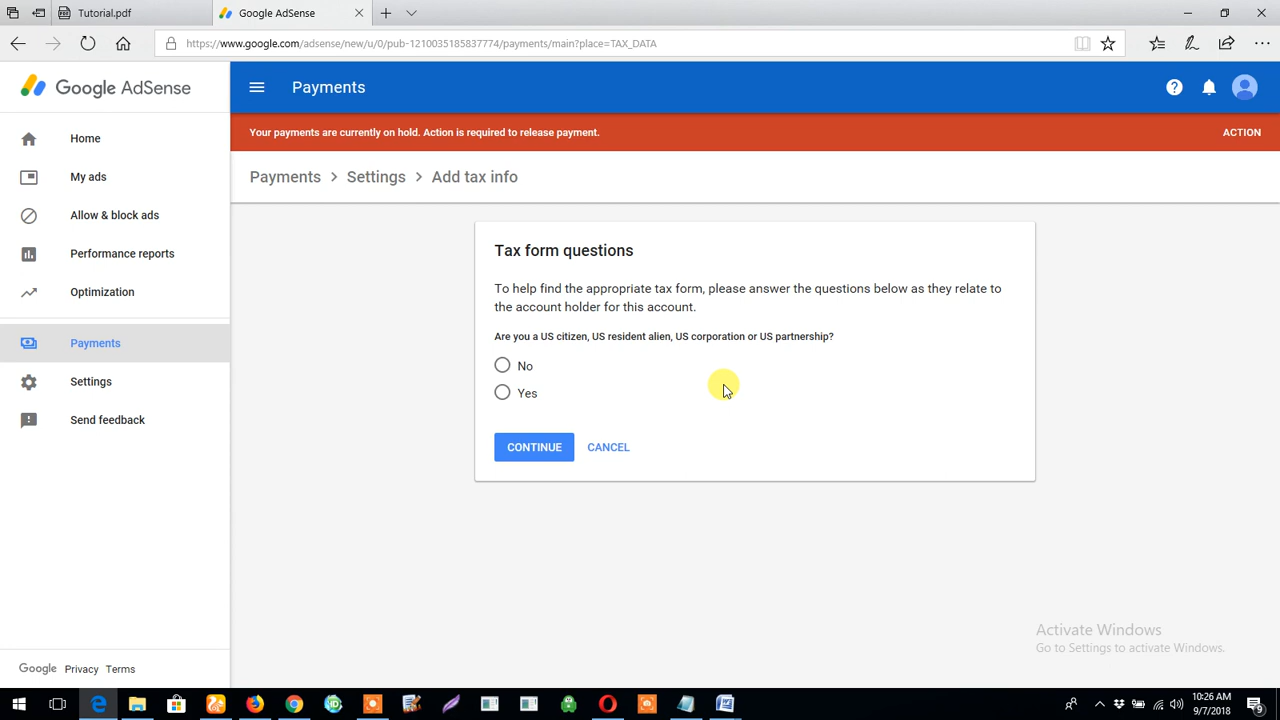 Tutorial.pdf
Google AdSense
https://www.google.com/adsense/new/u/0/pub-1210035185837774/payments/main?place=TAX_DATA
Google AdSense
Payments
Your payments are currently on hold. Action is required to release payment.
ACTION
Home
My ads
Allow & block ads
Performance reports
Optimization
Payments
Settings
Send feedback
Payments > Settings > Add tax info
Tax form questions
To help find the appropriate tax form, please answer the questions below as they relate to
the account holder for this account.
Are you a US citizen, US resident alien, US corporation or US partnership?
No
Yes
CONTINUE
CANCEL
Activate Windows
Go to Settings to activate Windows.
Google Privacy Terms
10:26 AM
9/7/2018